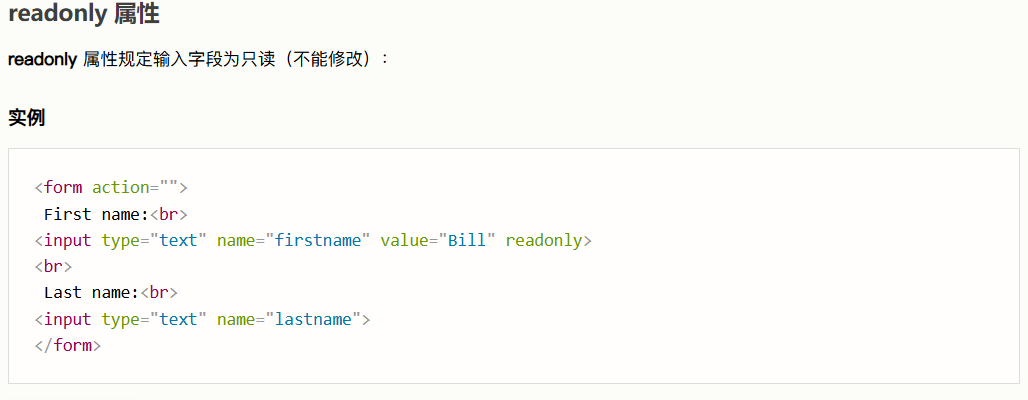 readonly 属性
readonly 属性规定输入字段为只读（不能修改）：
实例
<form action="">
 First name:<br>
<input type="text" name="firstname" value="Bill" readonly>
<br>
 Last name:<br>
<input type="text" name="lastname">
</form>